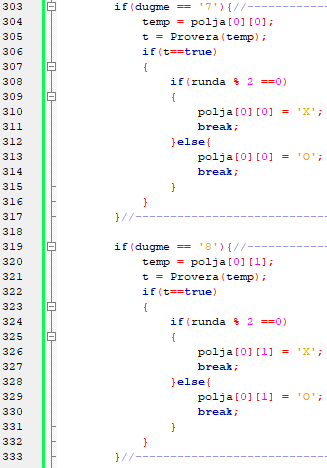 303 if(dugme == '7'){//----------------
304 temp = polja[0][0];
305 t = Provera(temp);
306 if(t==true)
307 {
308 if(runda % 2 ==0)
309 {
310 polja[0][0] = 'X';
311 break;
312 }else{
313 polja[0][0] = 'O';
314 break;
315 }
316 }
317 }//--------------------------------
318
319 if(dugme == '8'){//----------------
320 temp = polja[0][1];
321 t = Provera(temp);
322 if(t==true)
323 {
324 if(runda % 2 ==0)
325 {
326 polja[0][1] = 'X';
327 break;
328 }else{
329 polja[0][1] = 'O';
330 break;
331 }
332 }
333 }//--------------------------------